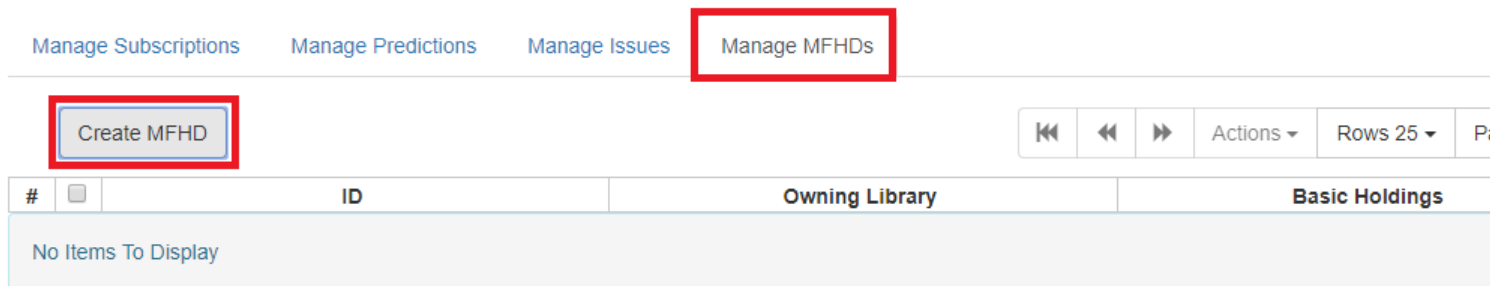 Manage Subscriptions Manage Predictions Manage Issues Manage MFHDs
Create MFHD Actions Rows 25
# ID Owning Library Basic Holdings
No Items To Display